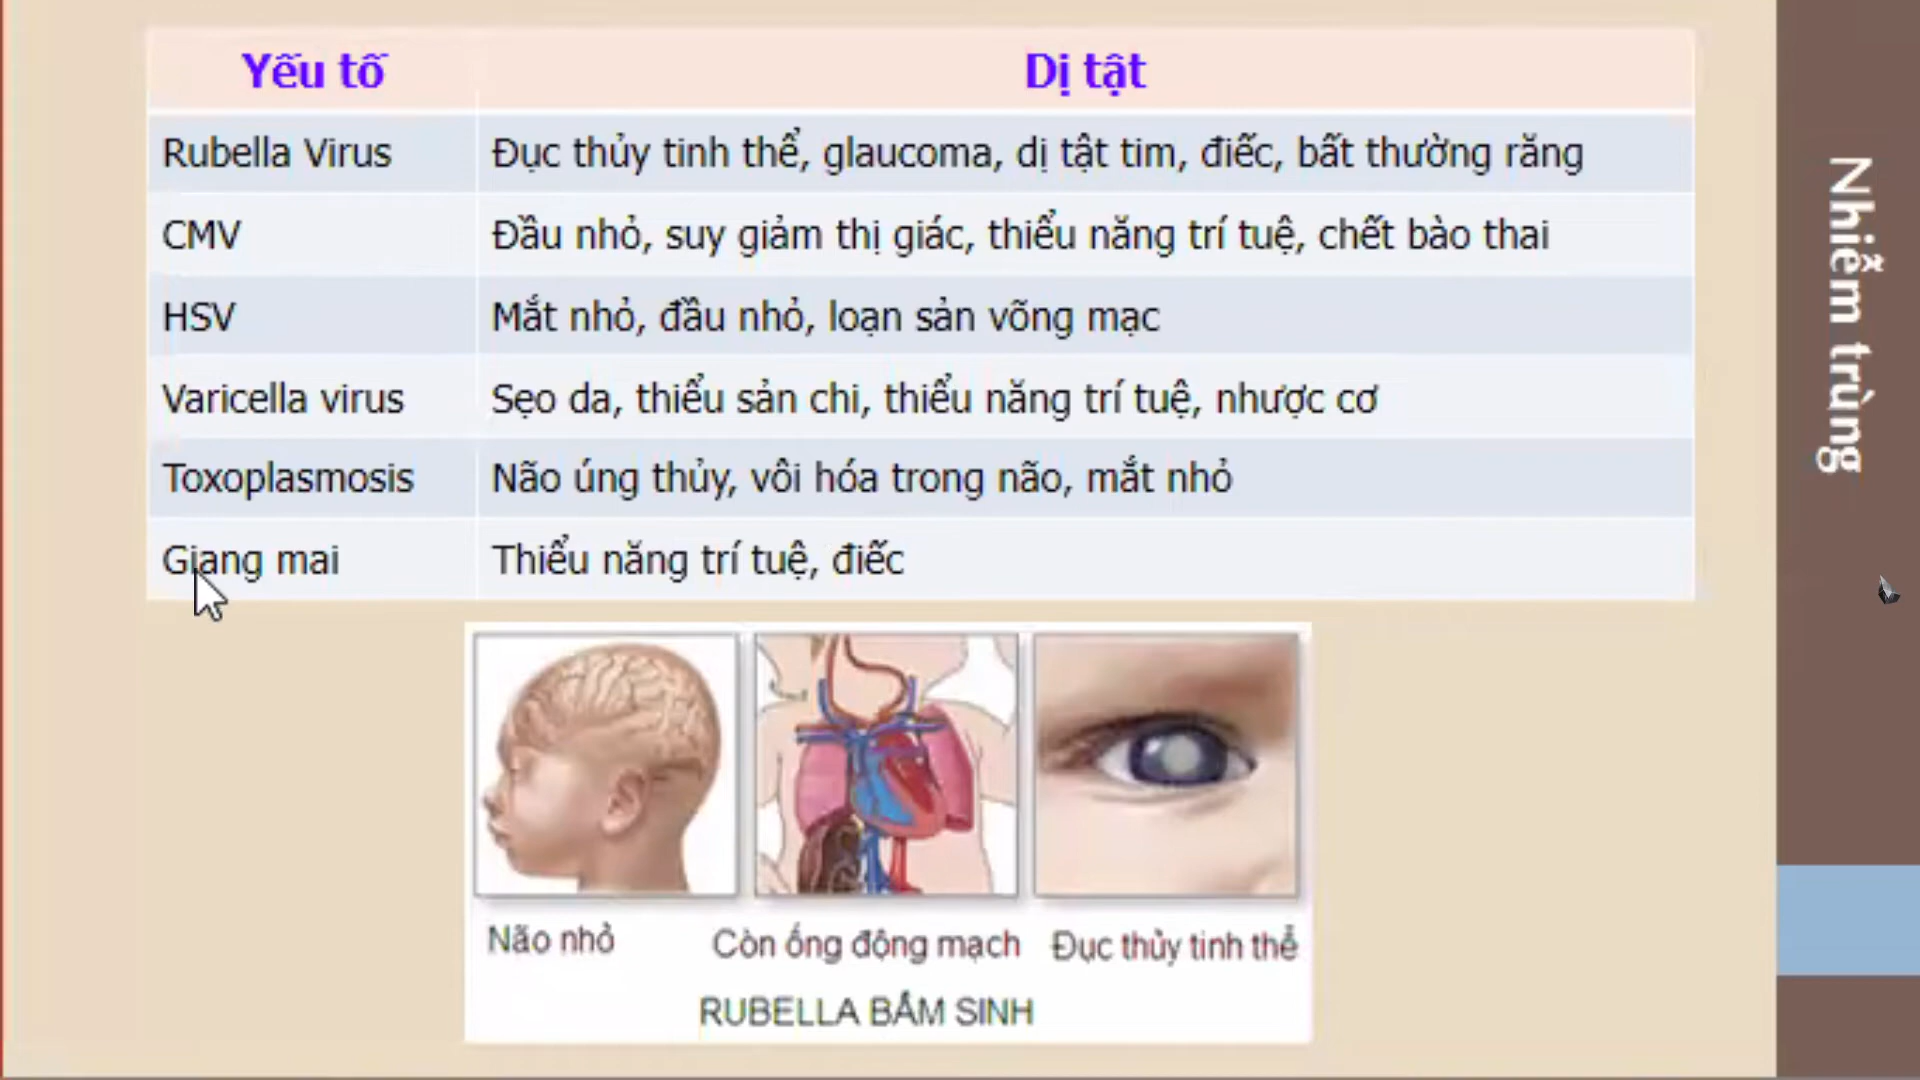 Yếu tố Dị tật
Rubella Virus Đục thủy tinh thể, glaucoma, dị tật tim, điếc, bất thường răng
CMV Đầu nhỏ, suy giảm thị giác, thiểu năng trí tuệ, chết bào thai
HSV Mắt nhỏ, đầu nhỏ, loạn sản võng mạc
Varicella virus Sẹo da, thiểu sản chi, thiểu năng trí tuệ, nhược cơ
Toxoplasmosis Não úng thủy, vôi hóa trong não, mắt nhỏ
Giang mai Thiểu năng trí tuệ, điếc
Não nhỏ Còn ống động mạch Đục thủy tinh thể
RUBELLA BẨM SINH
Nhiễm trùng